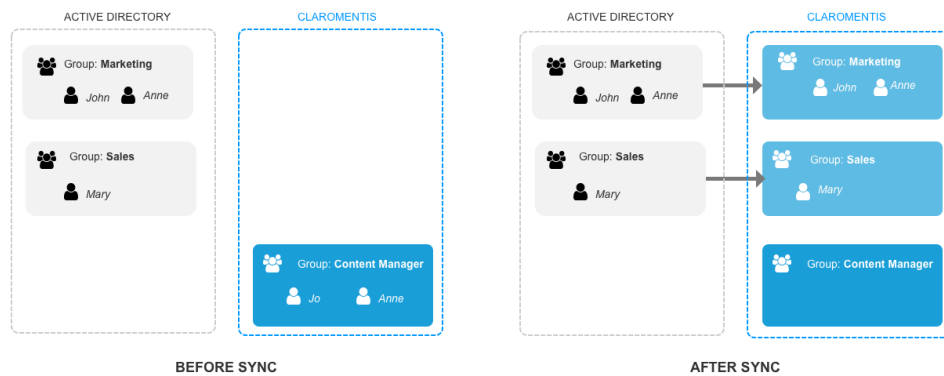 ACTIVE DIRECTORY
CLAROMENTIS
Group: Marketing
John
Anne
Group: Sales
Mary
Group: Content Manager
Jo
Anne
BEFORE SYNC
ACTIVE DIRECTORY
CLAROMENTIS
Group: Marketing
John
Anne
Group: Marketing
John
Anne
Group: Sales
Mary
Group: Sales
Mary
Group: Content Manager
AFTER SYNC